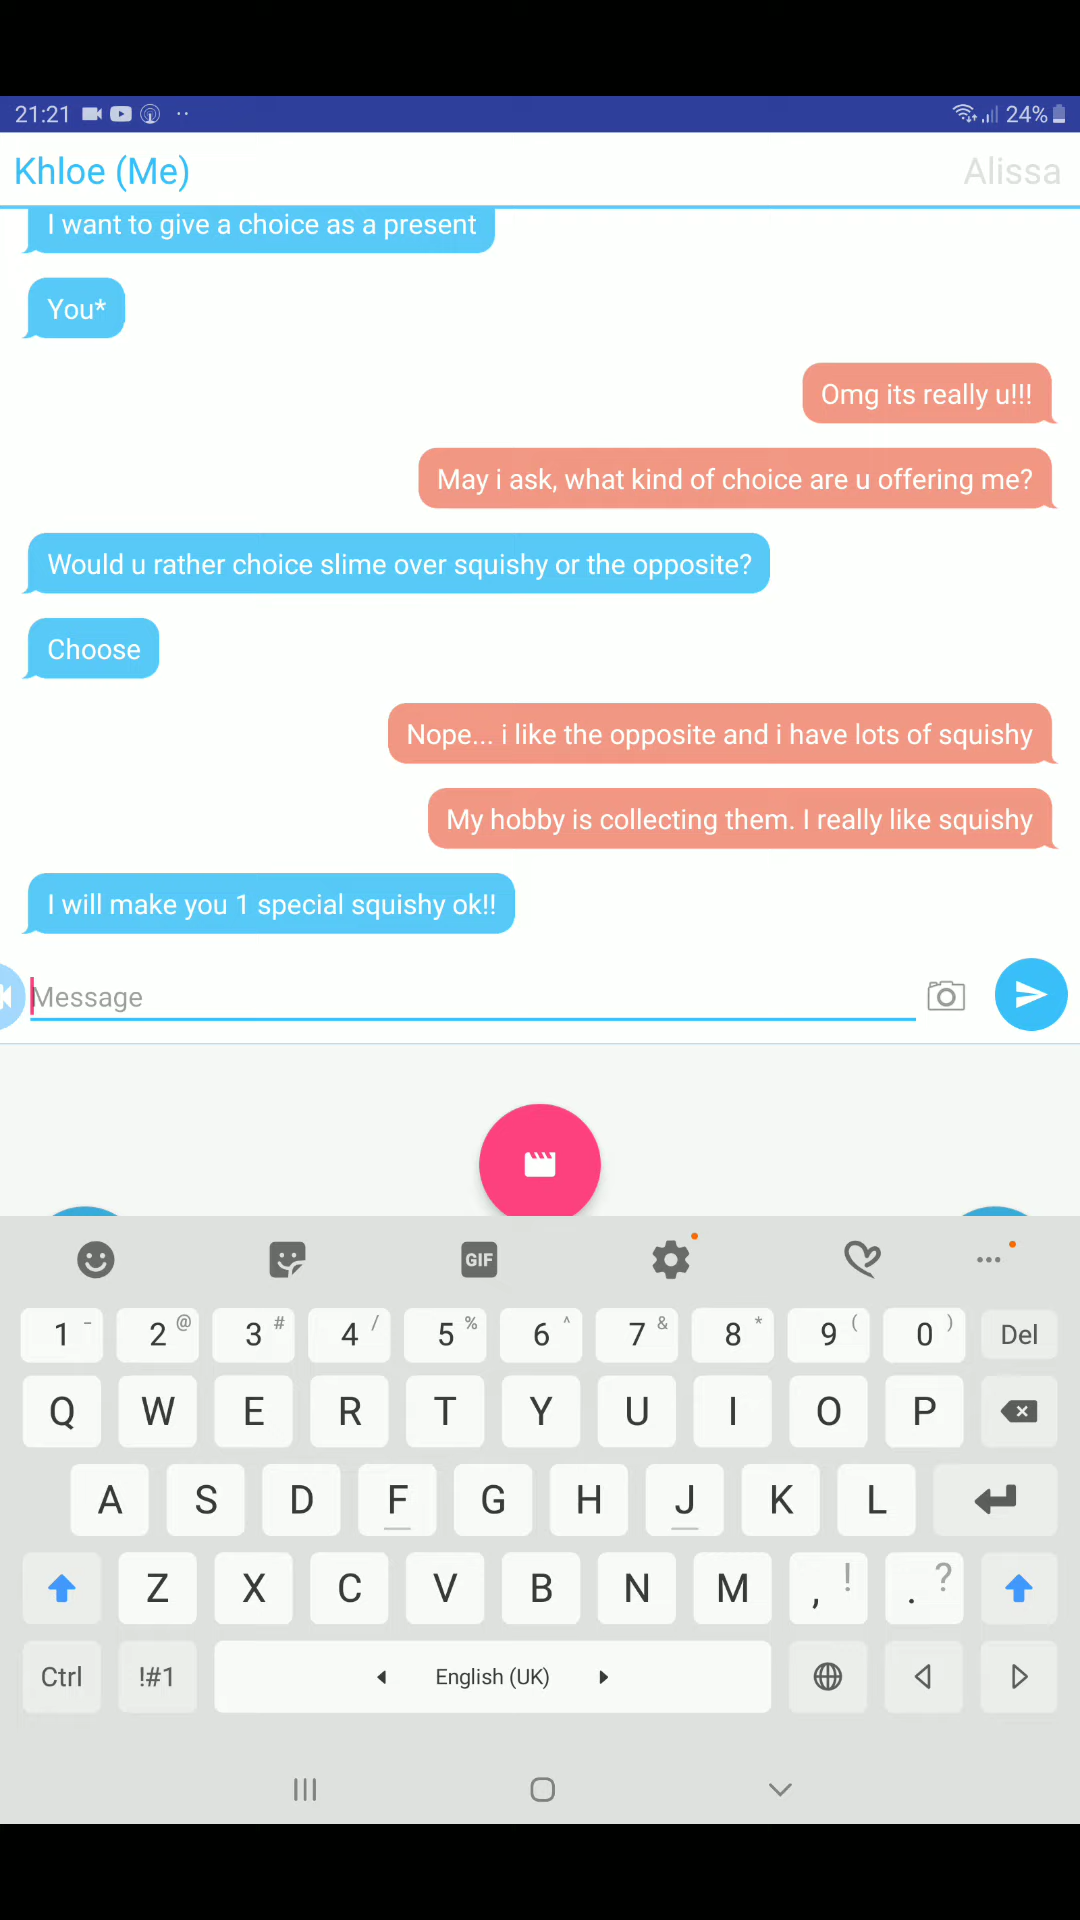 21:21
24%
Khloe (Me)
Alissa
I want to give a choice as a present
You*
Omg its really u!!!
May i ask, what kind of choice are u offering me?
Would u rather choice slime over squishy or the opposite?
Choose
Nope... i like the opposite and i have lots of squishy
My hobby is collecting them. I really like squishy
I will make you 1 special squishy ok!!
Message
GIF
1 - 2 @ 3 # 4 / 5 % 6 ^ 7 & 8 * 9 ( 0 ) Del
Q W E R T Y U I O P
A S D F G H J K L
Z X C V B N M , ! . ?
Ctrl !#1 English (UK)